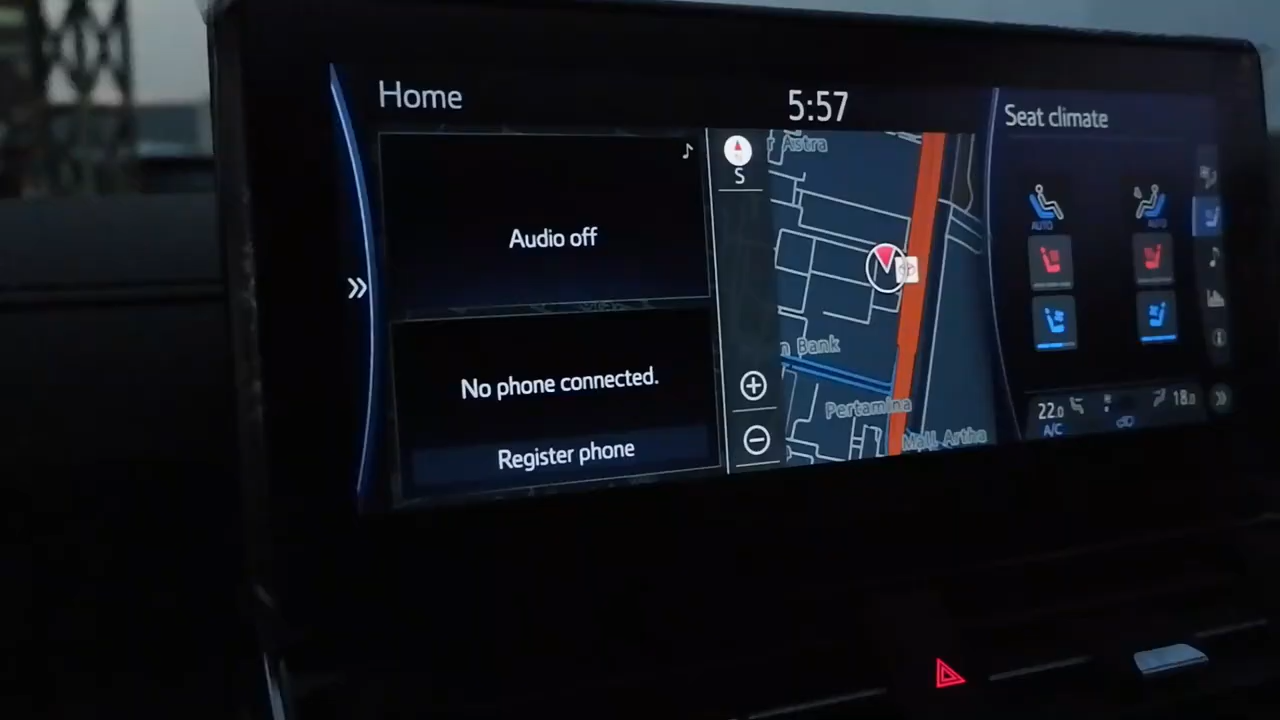 Home
5:57
Seat climate
r Astra
S
Audio off
AUTO
AUTO
n Bank
No phone connected.
Pertamina
22.0
18.0
A/C
Mall Artha
Register phone